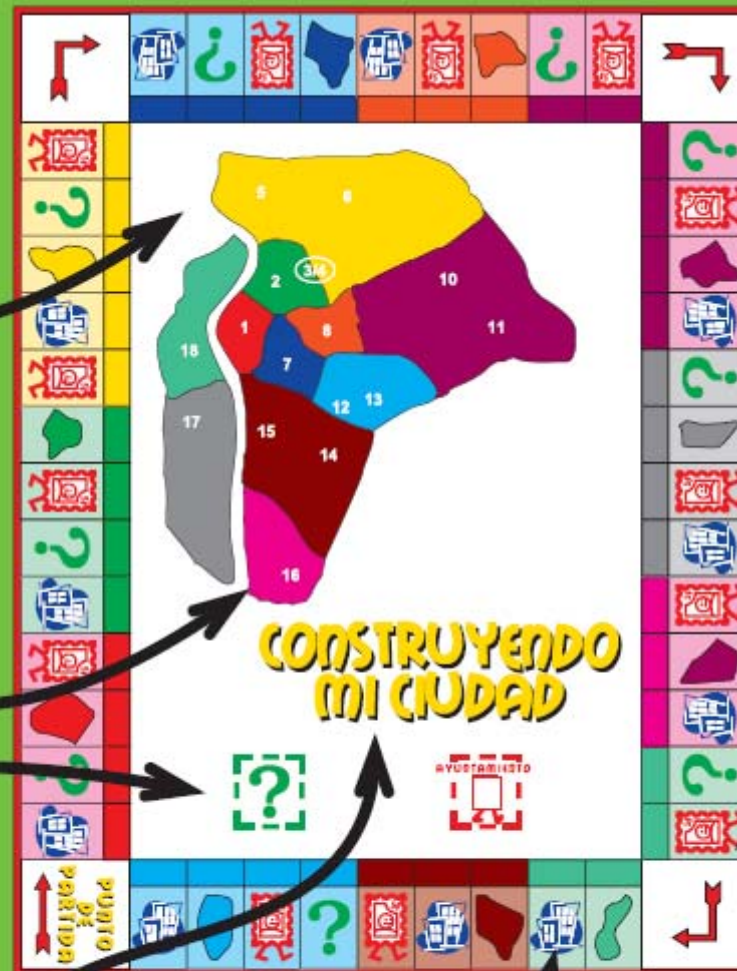 5
6
3/4
2
10
1
8
11
18
7
13
12
17
15
14
16
CONSTRUYENDO
MI CIUDAD
?
AYUNTAMIENTO
PUNTO
DE
PARTIDA